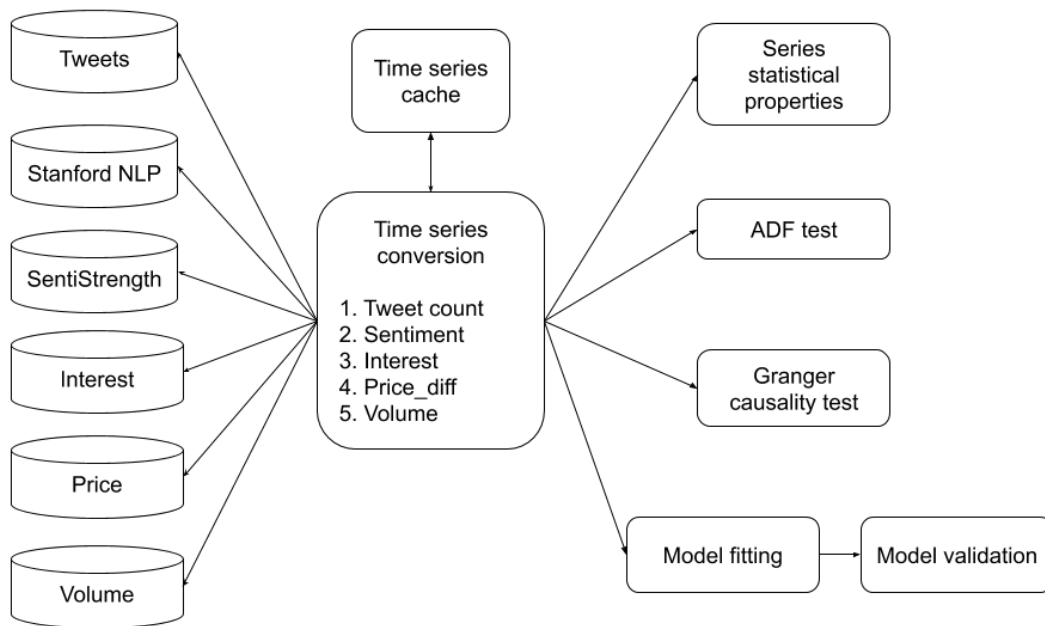 Tweets
Stanford NLP
SentiStrength
Interest
Price
Volume
Time series
cache
Time series
conversion
1. Tweet count
2. Sentiment
3. Interest
4. Price_diff
5. Volume
Series
statistical
properties
ADF test
Granger
causality test
Model fitting
Model validation